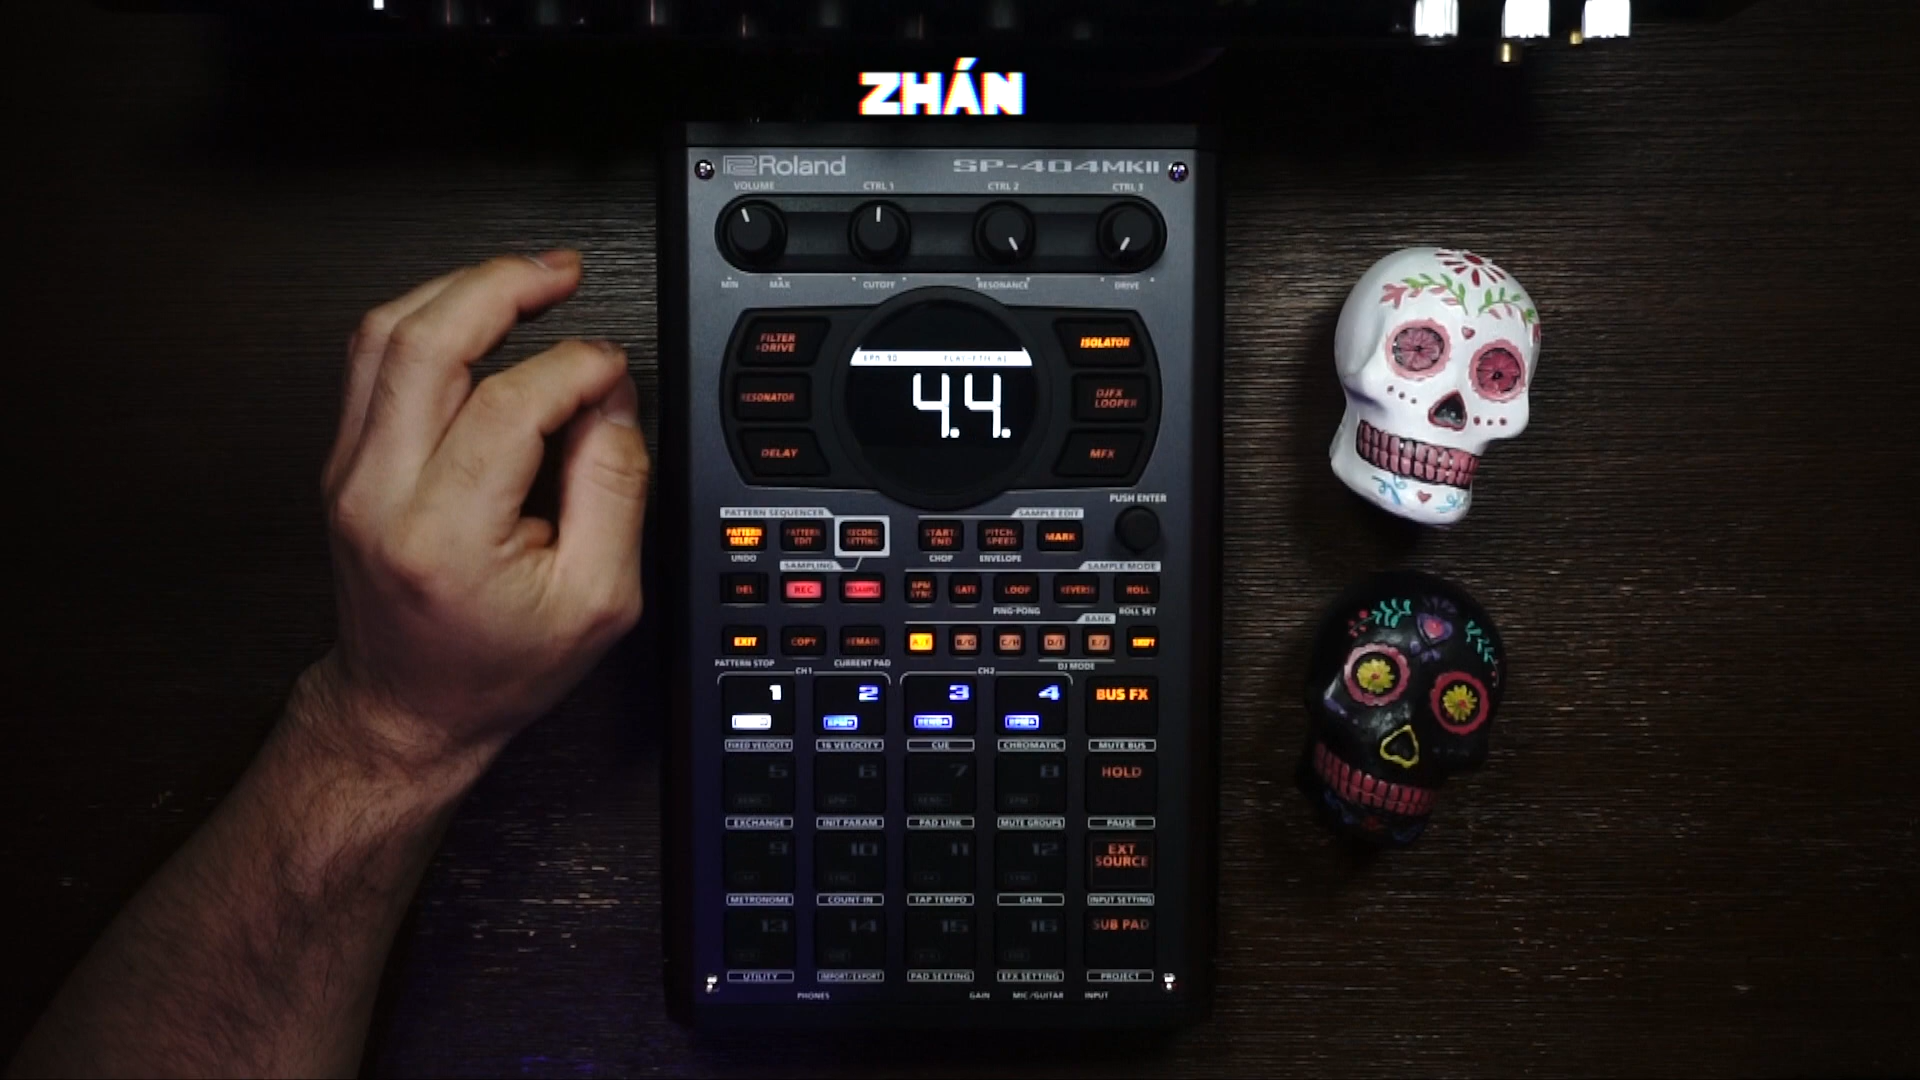 ZHÁN
Roland SP-404MKII
VOLUME CTRL 1 CTRL 2 CTRL 3
MIN MAX CUTOFF RESONANCE DRIVE
FILTER +DRIVE ISOLATOR
BPM 90
4.4.
RESONATOR DJFX LOOPER
DELAY MFX
PUSH ENTER
PATTERN SEQUENCER SAMPLE EDIT
PATTERN SELECT PATTERN EDIT RECORD SETTING START/END PITCH/SPEED MARK
UNDO CHOP ENVELOPE
SAMPLING SAMPLE MODE
DEL REC RESAMPLE BPM SYNC GATE LOOP REVERSE ROLL
PING-PONG ROLL SET
BANK
EXIT COPY REMAIN A/F B/G C/H D/I E/J SHIFT
PATTERN STOP CURRENT PAD DJ MODE
CH1 CH2
1 2 3 4 BUS FX
BPM+ BEND+ BPM+
FIXED VELOCITY 16 VELOCITY CUE CHROMATIC MUTE BUS
5 6 7 8 HOLD
EXCHANGE INIT PARAM PAD LINK MUTE GROUPS PAUSE
9 10 11 12 EXT SOURCE
METRONOME COUNT-IN TAP TEMPO GAIN INPUT SETTING
13 14 15 16 SUB PAD
UTILITY IMPORT/EXPORT PAD SETTING EFX SETTING PROJECT
PHONES GAIN MIC/GUITAR INPUT